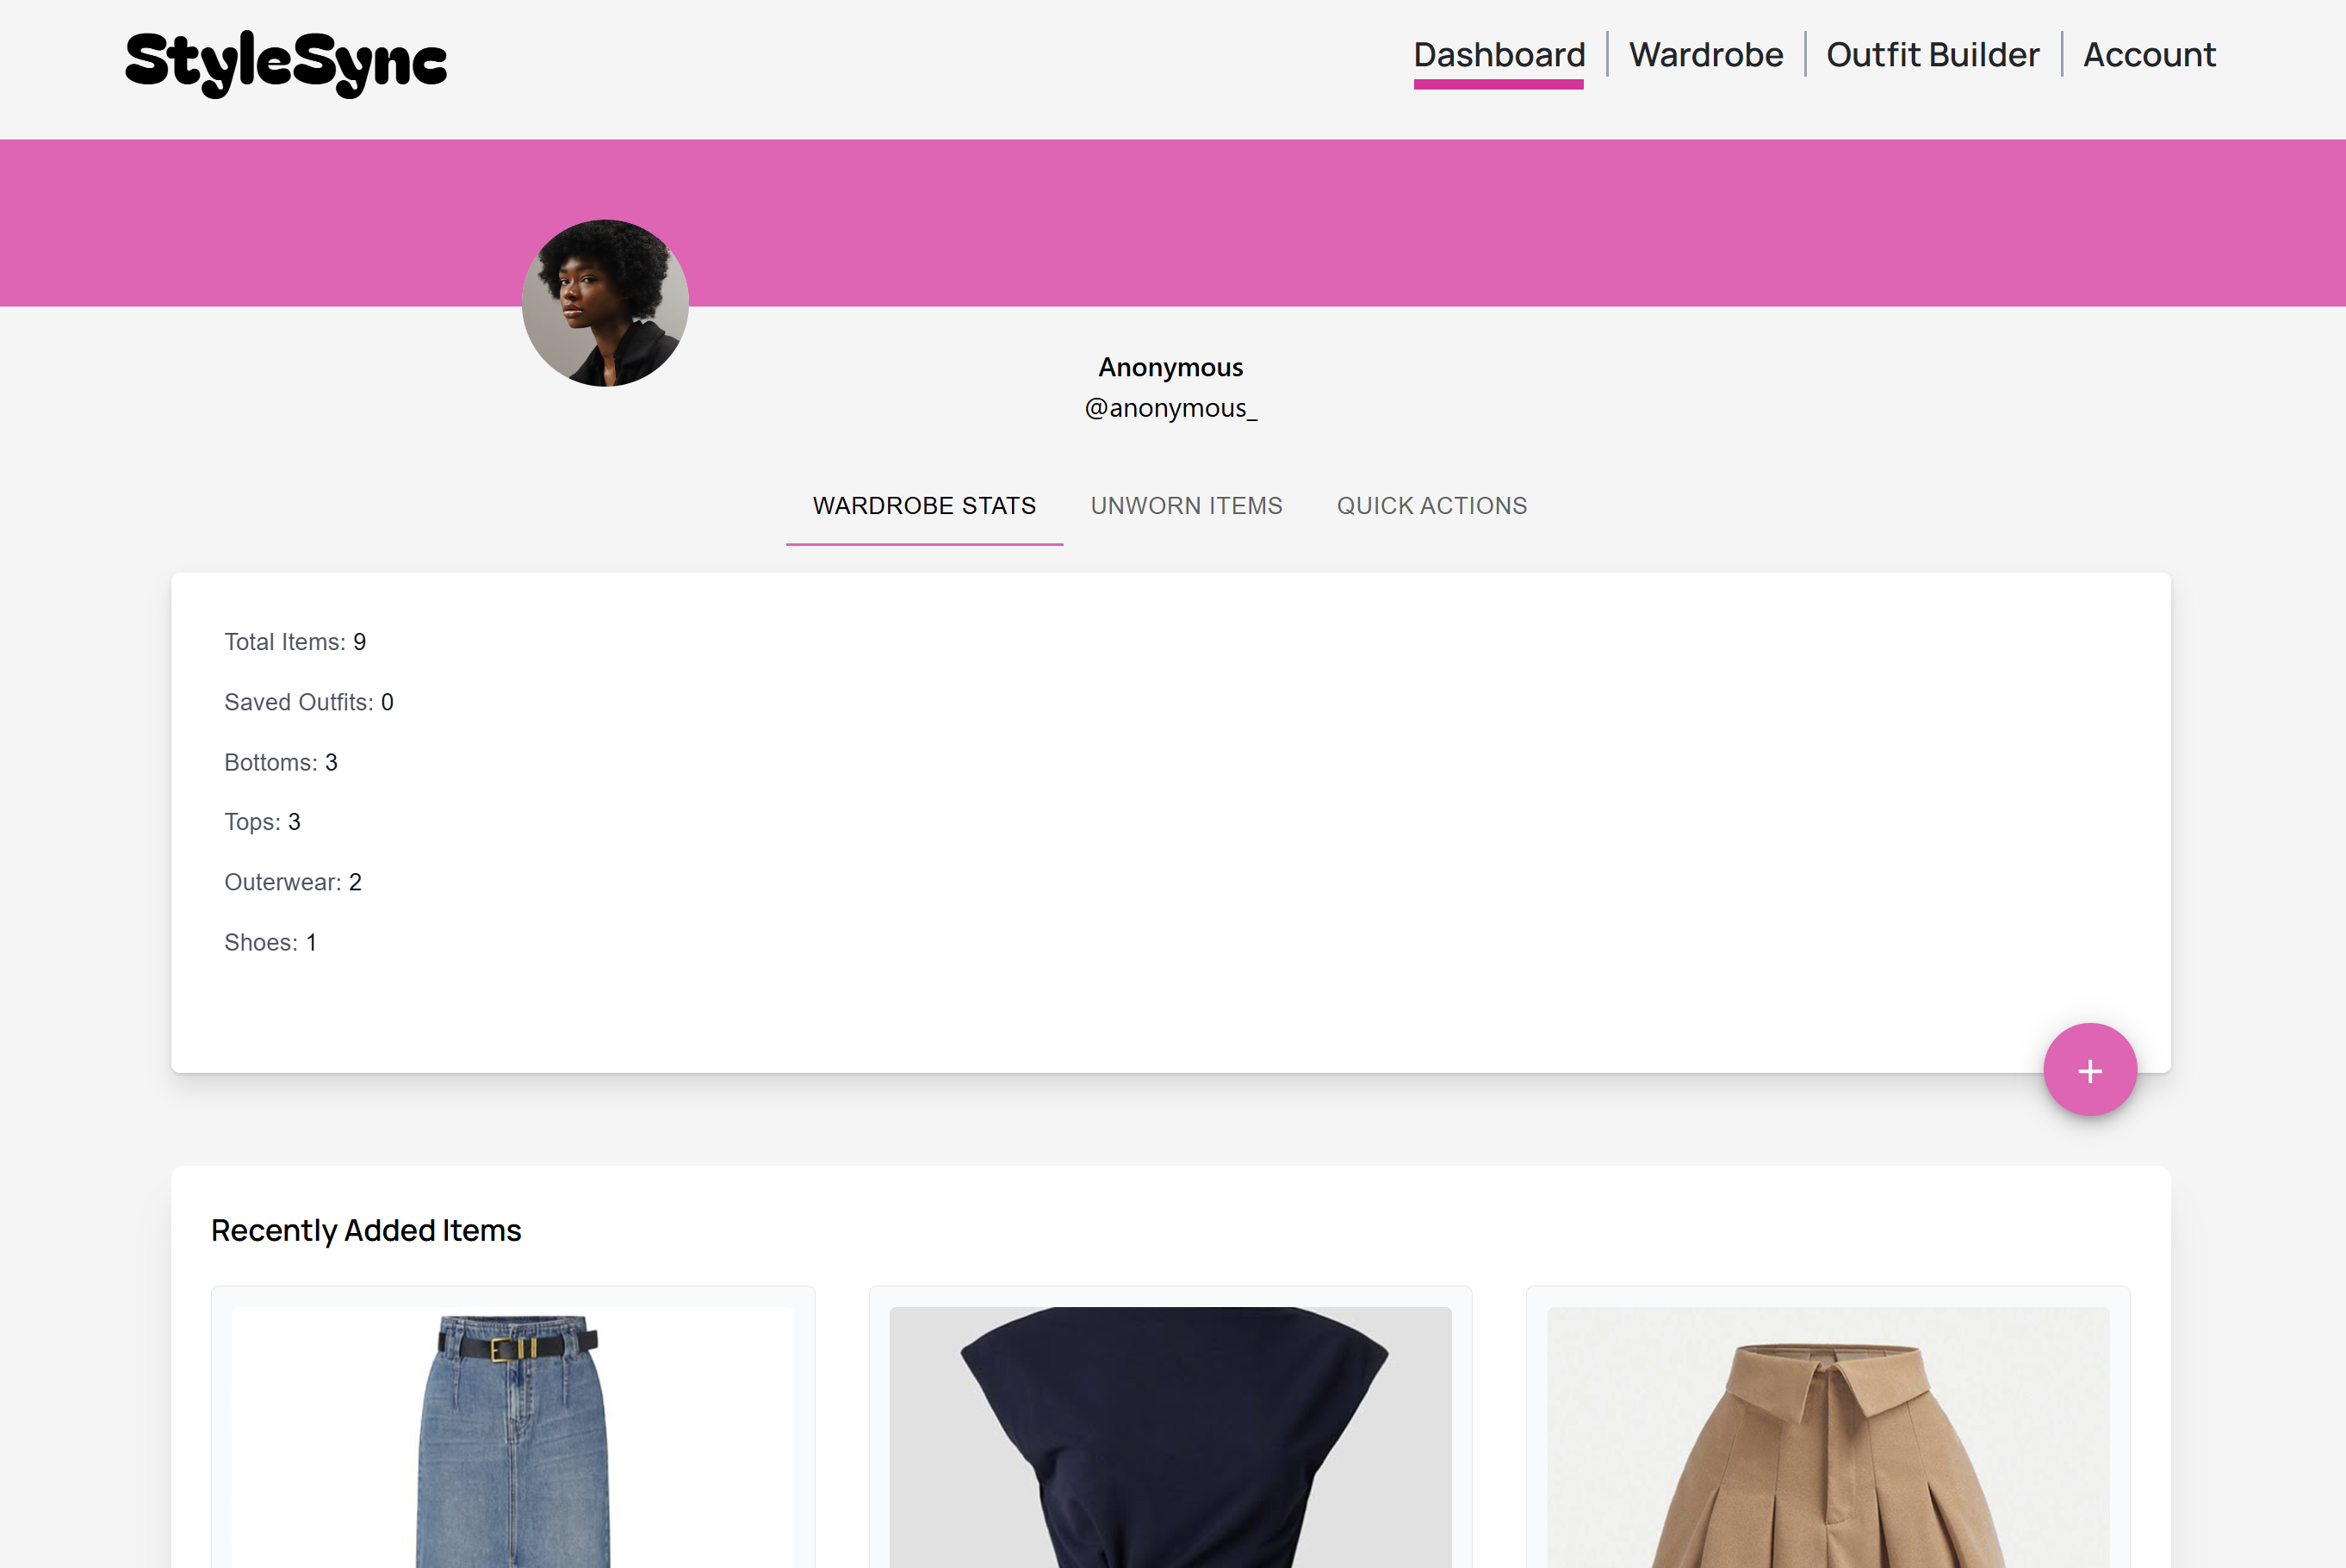 StyleSync
Dashboard
Wardrobe
Outfit Builder
Account
Anonymous
@anonymous_
WARDROBE STATS
UNWORN ITEMS
QUICK ACTIONS
Total Items: 9
Saved Outfits: 0
Bottoms: 3
Tops: 3
Outerwear: 2
Shoes: 1
+
Recently Added Items